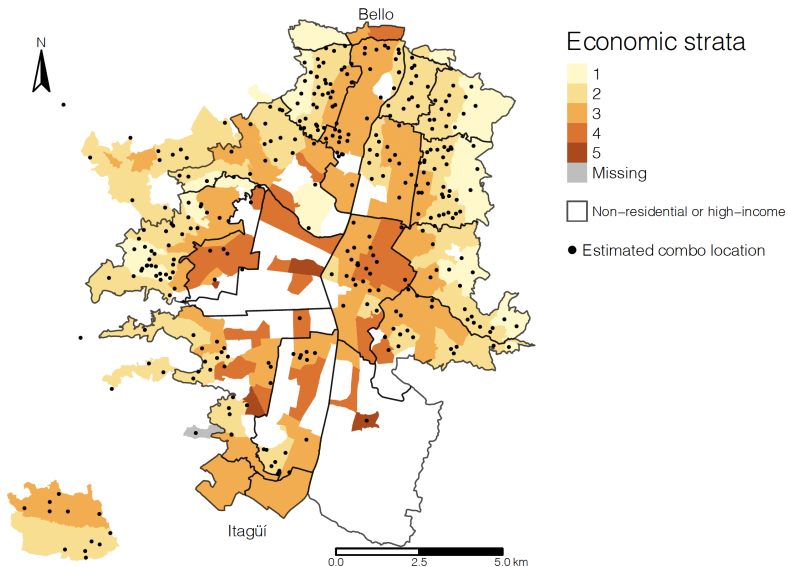 Bello
N
Economic strata
1
2
3
4
5
Missing
Non-residential or high-income
Estimated combo location
Itagüí
0.0 2.5 5.0 km